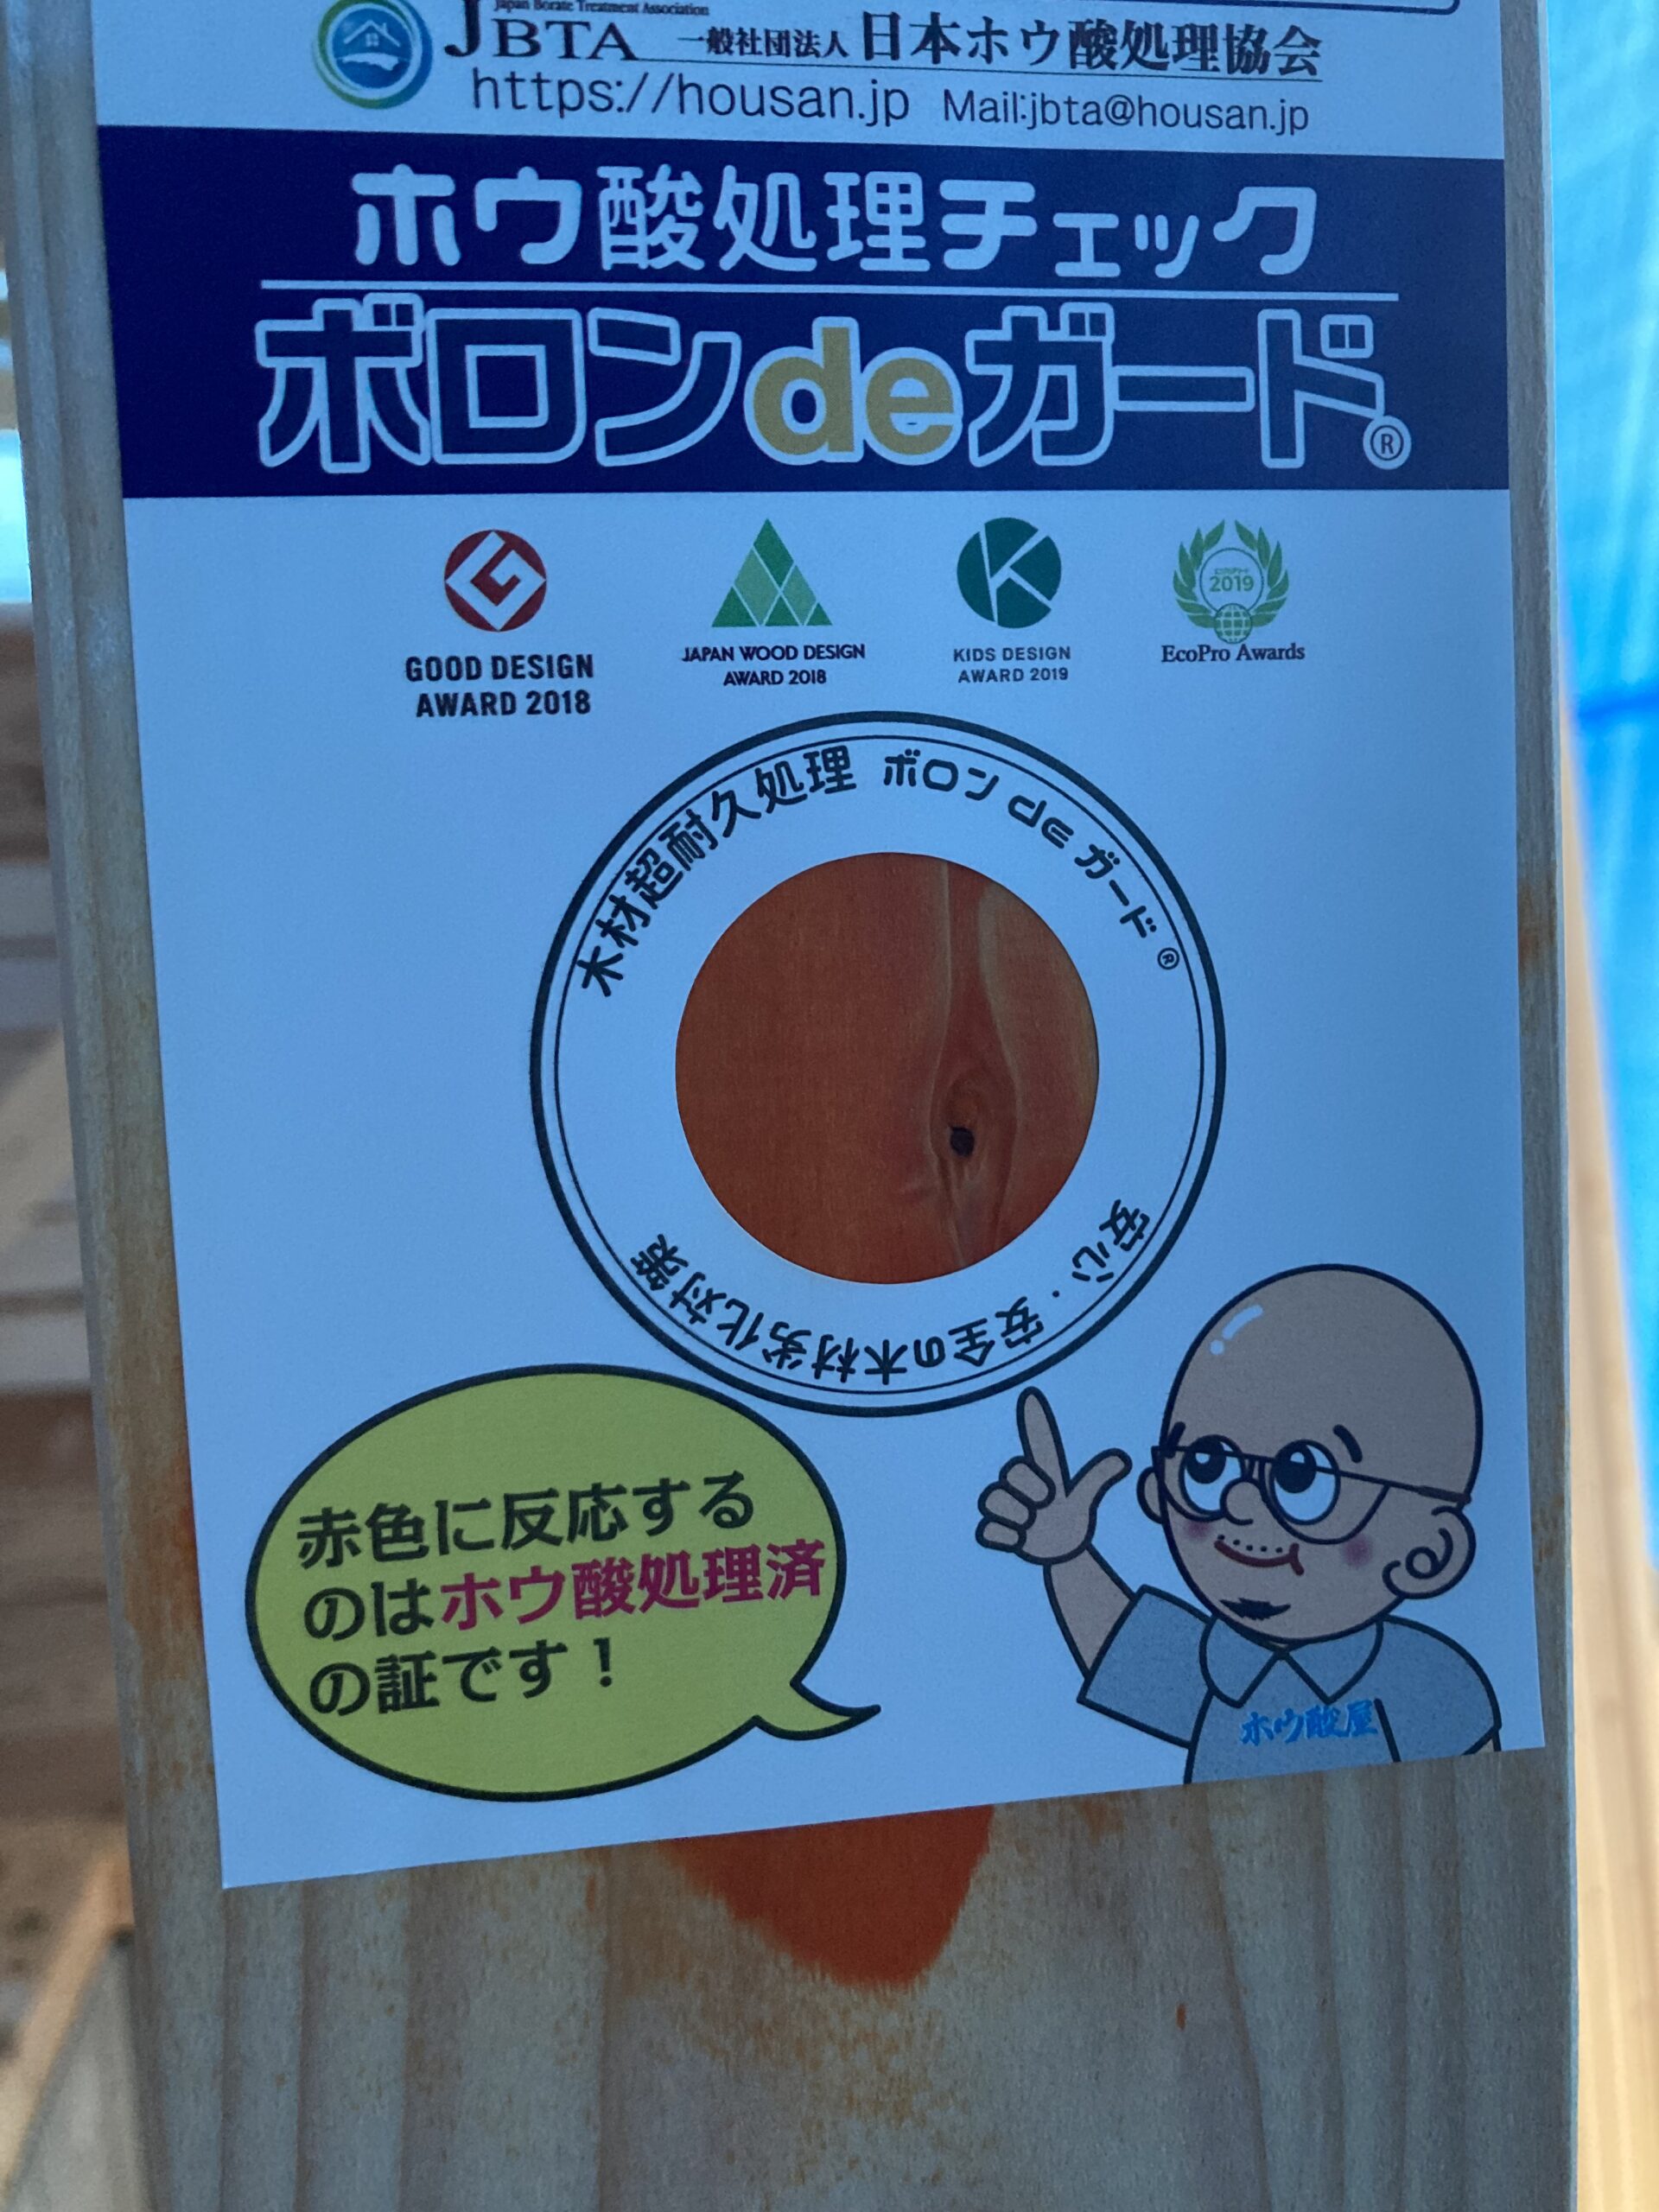 Japan Borate Treatment Association
JBTA 一般社団法人 日本ホウ酸処理協会
https://housan.jp Mail:jbta@housan.jp
ホウ酸処理チェック
ボロンdeガード®
GOOD DESIGN
AWARD 2018
JAPAN WOOD DESIGN
AWARD 2018
KIDS DESIGN
AWARD 2019
2019
EcoPro Awards
木材超耐久処理 ボロン de ガード®
安心・安全の木材劣化対策
赤色に反応する
のはホウ酸処理済
の証です!
ホウ酸屋